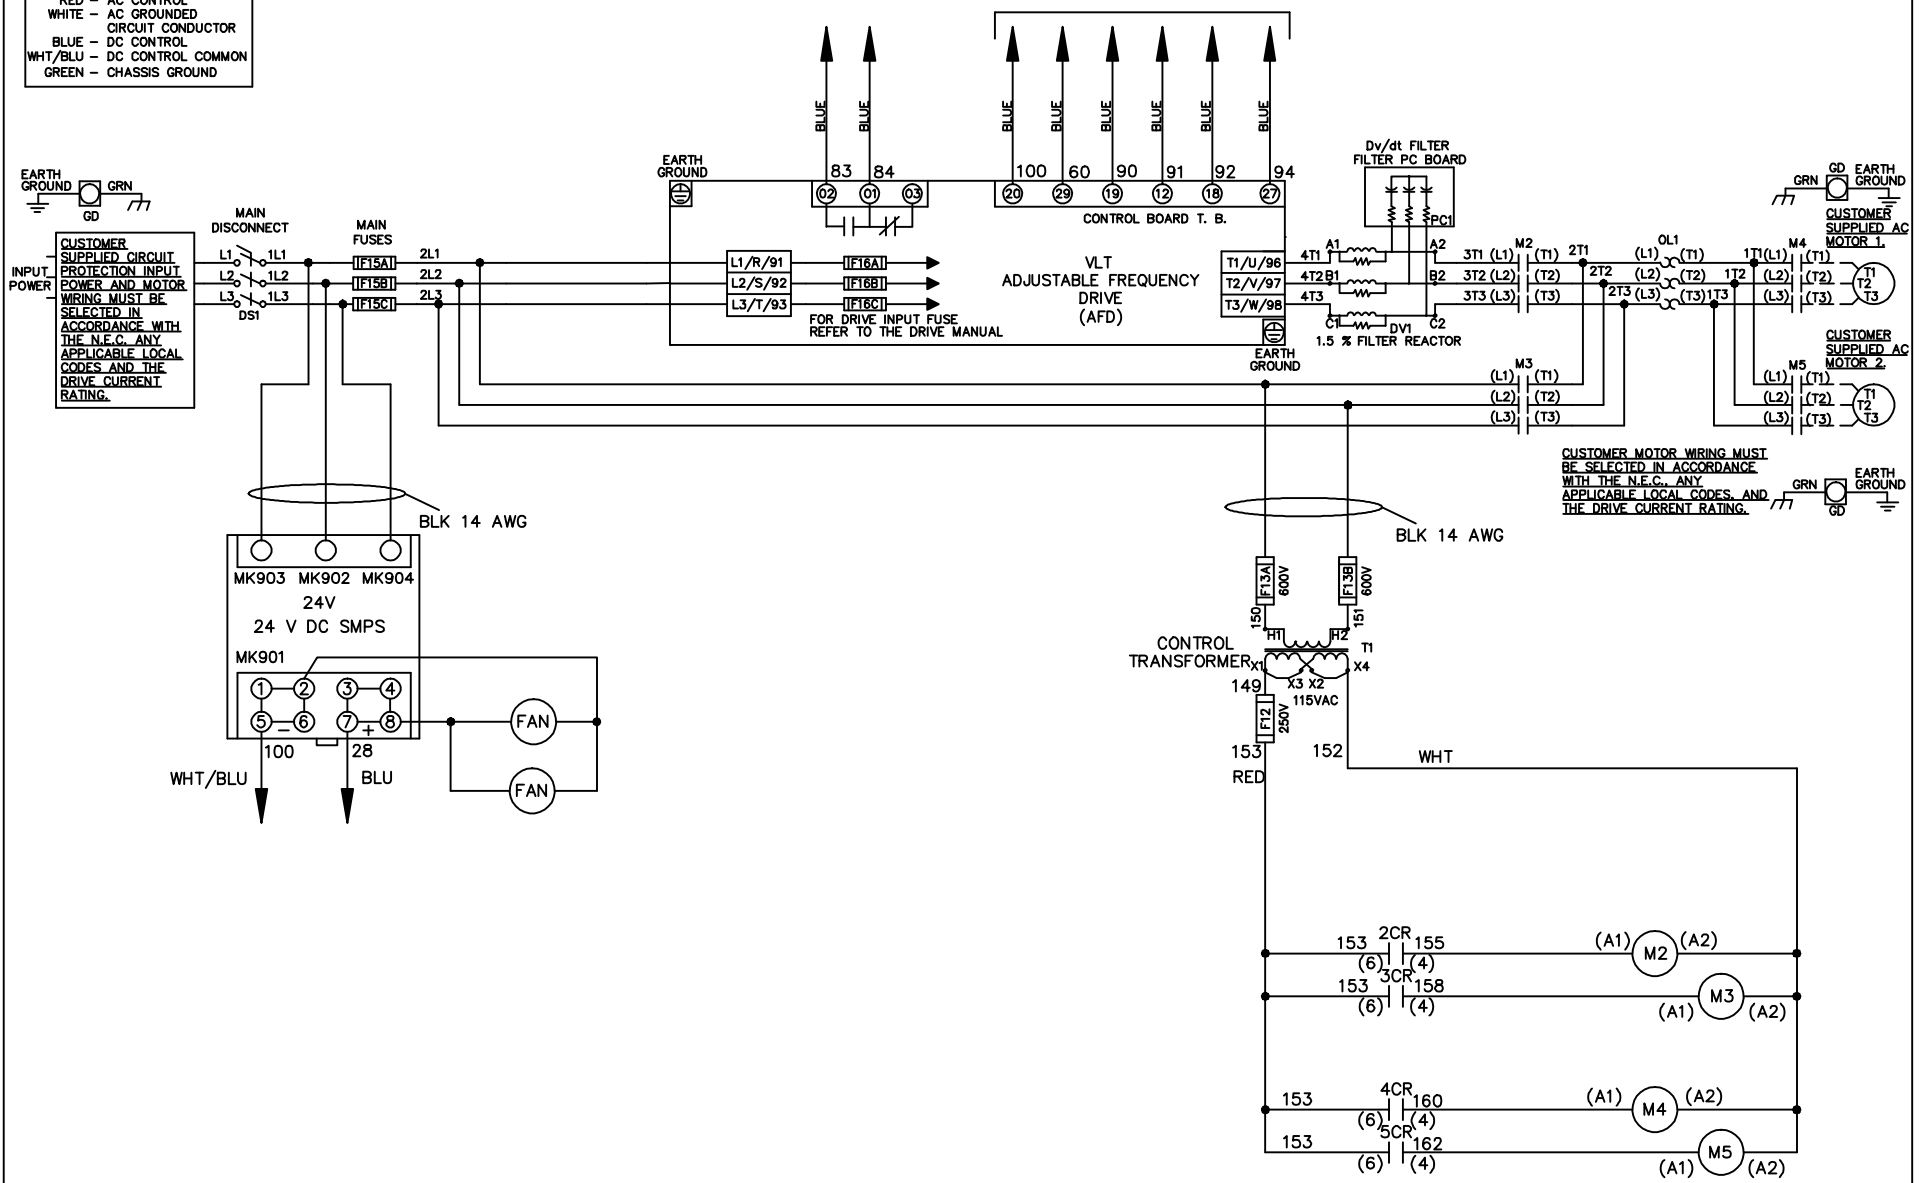 RED – AC CONTROL
WHITE – AC GROUNDED
CIRCUIT CONDUCTOR
BLUE – DC CONTROL
WHT/BLU – DC CONTROL COMMON
GREEN – CHASSIS GROUND
BLUE
BLUE
BLUE
BLUE
BLUE
BLUE
BLUE
BLUE
83
84
100
60
90
91
92
94
02
01
03
20
29
19
12
18
27
CONTROL BOARD T. B.
EARTH
GROUND
EARTH
GROUND
GRN
GD
MAIN
DISCONNECT
MAIN
FUSES
CUSTOMER
SUPPLIED CIRCUIT
PROTECTION INPUT
POWER AND MOTOR
WIRING MUST BE
SELECTED IN
ACCORDANCE WITH
THE N.E.C. ANY
APPLICABLE LOCAL
CODES AND THE
DRIVE CURRENT
RATING.
INPUT
POWER
L1
1L1
L2
1L2
L3
1L3
DS1
F15A
F15B
F15C
2L1
2L2
2L3
L1/R/91
L2/S/92
L3/T/93
F16A
F16B
F16C
FOR DRIVE INPUT FUSE
REFER TO THE DRIVE MANUAL
VLT
ADJUSTABLE FREQUENCY
DRIVE
(AFD)
T1/U/96
T2/V/97
T3/W/98
EARTH
GROUND
4T1
4T2
4T3
A1
B1
C1
A2
B2
C2
Dv/dt FILTER
FILTER PC BOARD
PC1
DV1
1.5 % FILTER REACTOR
3T1 (L1)
3T2 (L2)
3T3 (L3)
M2
(T1)
(T2)
(T3)
2T1
2T2
2T3
OL1
(L1)
(L2)
(L3)
(T1)
(T2)
(T3)
1T1
1T2
1T3
(L1)
(L2)
(L3)
M4
(T1)
(T2)
(T3)
T1
T2
T3
GRN
GD
EARTH
GROUND
CUSTOMER
SUPPLIED AC
MOTOR 1.
CUSTOMER
SUPPLIED AC
MOTOR 2.
M3
(L1)
(L2)
(L3)
(T1)
(T2)
(T3)
M5
(L1)
(L2)
(L3)
(T1)
(T2)
(T3)
T1
T2
T3
CUSTOMER MOTOR WIRING MUST
BE SELECTED IN ACCORDANCE
WITH THE N.E.C., ANY
APPLICABLE LOCAL CODES, AND
THE DRIVE CURRENT RATING.
GRN
GD
EARTH
GROUND
BLK 14 AWG
BLK 14 AWG
MK903 MK902 MK904
24V
24 V DC SMPS
MK901
1
2
3
4
5
6
7
8
–
+
100
28
WHT/BLU
BLU
FAN
FAN
F13A
600V
F13B
600V
150
151
H1
H2
T1
CONTROL
TRANSFORMER
X1
X4
X3 X2
115VAC
149
F12
250V
153
RED
152
WHT
153
2CR
155
(6)
(4)
(A1)
M2
(A2)
153
3CR
158
(6)
(4)
(A1)
M3
(A2)
153
4CR
160
(6)
(4)
(A1)
M4
(A2)
153
5CR
162
(6)
(4)
(A1)
M5
(A2)